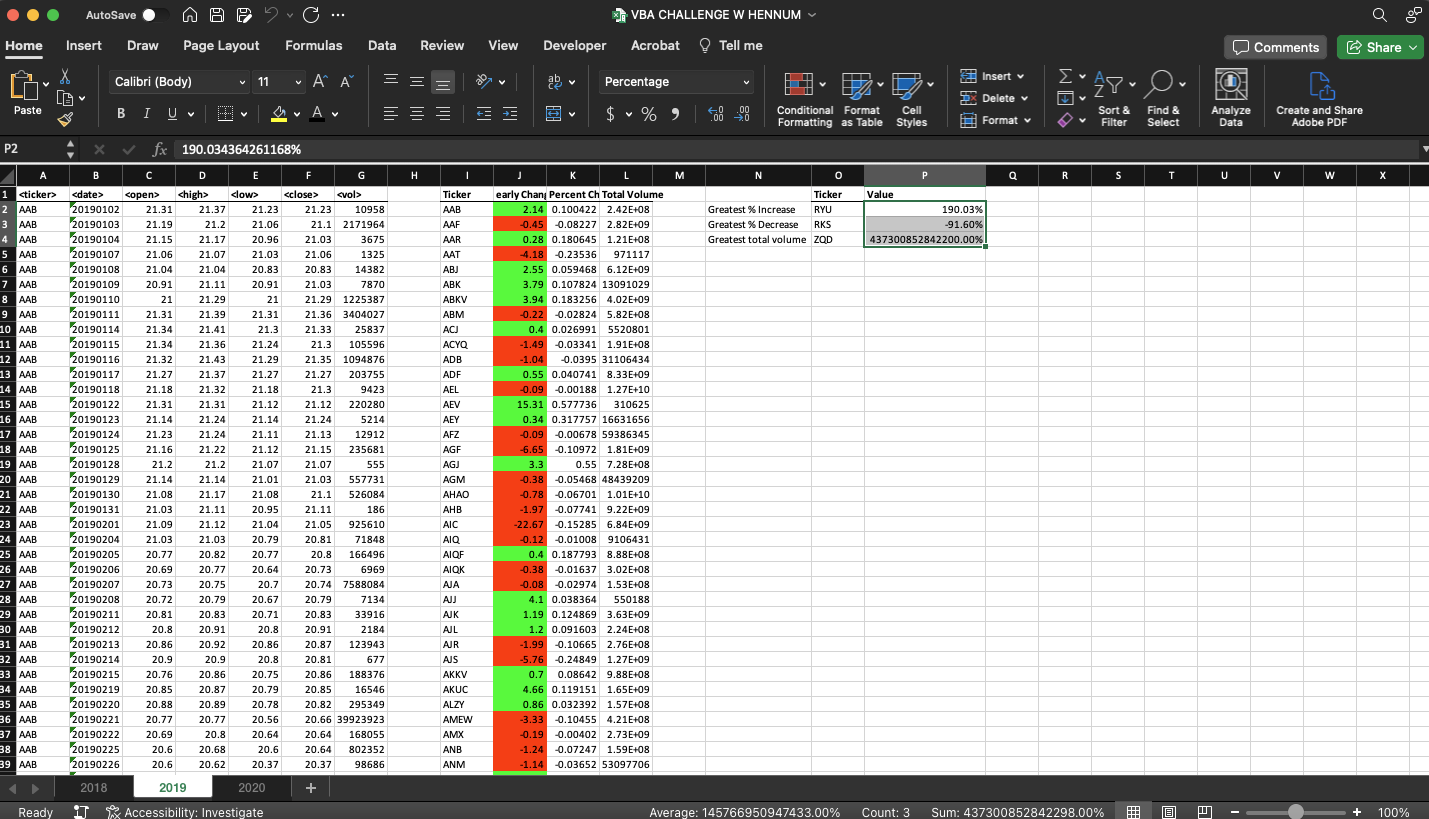 AutoSave VBA CHALLENGE W HENNUM
Home Insert Draw Page Layout Formulas Data Review View Developer Acrobat Tell me Comments Share
Paste Calibri (Body) 11 B I U ab Percentage $ % Conditional Formatting Format as Table Cell Styles Insert Delete Format Sort & Filter Find & Select Analyze Data Create and Share Adobe PDF
P2 fx 190.034364261168%
A B C D E F G H I J K L M N O P Q R S T U V W X
1 <ticker> <date> <open> <high> <low> <close> <vol> Ticker early Chang Percent Ch Total Volume Ticker Value
2 AAB 20190102 21.31 21.37 21.23 21.23 10958 AAB 2.14 0.100422 2.42E+08 Greatest % Increase RYU 190.03%
3 AAB 20190103 21.19 21.2 21.06 21.1 2171964 AAF -0.45 -0.08227 2.82E+09 Greatest % Decrease RKS -91.60%
4 AAB 20190104 21.15 21.17 20.96 21.03 3675 AAR 0.28 0.180645 1.21E+08 Greatest total volume ZQD 437300852842200.00%
5 AAB 20190107 21.06 21.07 21.03 21.06 1325 AAT -4.18 -0.23536 971117
6 AAB 20190108 21.04 21.04 20.83 20.83 14382 ABJ 2.55 0.059468 6.12E+09
7 AAB 20190109 20.91 21.11 20.91 21.03 7870 ABK 3.79 0.107824 13091029
8 AAB 20190110 21 21.29 21 21.29 1225387 ABKV 3.94 0.183256 4.02E+09
9 AAB 20190111 21.31 21.39 21.31 21.36 3404027 ABM -0.22 -0.02824 5.82E+08
10 AAB 20190114 21.34 21.41 21.3 21.33 25837 ACJ 0.4 0.026991 5520801
11 AAB 20190115 21.34 21.36 21.24 21.3 105596 ACYQ -1.49 -0.03341 1.91E+08
12 AAB 20190116 21.32 21.43 21.29 21.35 1094876 ADB -1.04 -0.0395 31106434
13 AAB 20190117 21.27 21.37 21.27 21.27 203755 ADF 0.55 0.040741 8.33E+09
14 AAB 20190118 21.18 21.32 21.18 21.3 9423 AEL -0.09 -0.00188 1.27E+10
15 AAB 20190122 21.31 21.31 21.12 21.12 220280 AEV 15.31 0.577736 310625
16 AAB 20190123 21.14 21.24 21.14 21.24 5214 AEY 0.34 0.317757 16631656
17 AAB 20190124 21.23 21.24 21.11 21.13 12912 AFZ -0.09 -0.00678 59386345
18 AAB 20190125 21.16 21.22 21.12 21.15 235681 AGF -6.65 -0.10972 1.81E+09
19 AAB 20190128 21.2 21.2 21.07 21.07 555 AGJ 3.3 0.55 7.28E+08
20 AAB 20190129 21.14 21.14 21.01 21.03 557731 AGM -0.38 -0.05468 48439209
21 AAB 20190130 21.08 21.17 21.08 21.1 526084 AHAO -0.78 -0.06701 1.01E+10
22 AAB 20190131 21.03 21.11 20.95 21.11 186 AHB -1.97 -0.07741 9.22E+09
23 AAB 20190201 21.09 21.12 21.04 21.05 925610 AIC -22.67 -0.15285 6.84E+09
24 AAB 20190204 21.03 21.03 20.79 20.81 71848 AIQ -0.12 -0.01008 9106431
25 AAB 20190205 20.77 20.82 20.77 20.8 166496 AIQF 0.4 0.187793 8.88E+08
26 AAB 20190206 20.69 20.77 20.64 20.73 6969 AIQK -0.38 -0.01637 3.02E+08
27 AAB 20190207 20.73 20.75 20.7 20.74 7588084 AJA -0.08 -0.02974 1.53E+08
28 AAB 20190208 20.72 20.79 20.67 20.79 7134 AJJ 4.1 0.038364 550188
29 AAB 20190211 20.81 20.83 20.71 20.83 33916 AJK 1.19 0.124869 3.63E+09
30 AAB 20190212 20.8 20.91 20.8 20.91 2184 AJL 1.2 0.091603 2.24E+08
31 AAB 20190213 20.86 20.92 20.86 20.87 123943 AJR -1.99 -0.10665 2.76E+08
32 AAB 20190214 20.9 20.9 20.8 20.81 677 AJS -5.76 -0.24849 1.27E+09
33 AAB 20190215 20.76 20.86 20.75 20.86 188376 AKKV 0.7 0.08642 9.88E+08
34 AAB 20190219 20.85 20.87 20.79 20.85 16546 AKUC 4.66 0.119151 1.65E+09
35 AAB 20190220 20.88 20.89 20.78 20.82 295349 ALZY 0.86 0.032392 1.57E+08
36 AAB 20190221 20.77 20.77 20.56 20.66 39923923 AMEW -3.33 -0.10455 4.21E+08
37 AAB 20190222 20.69 20.8 20.64 20.64 168055 AMX -0.19 -0.00402 2.73E+09
38 AAB 20190225 20.6 20.68 20.6 20.64 802352 ANB -1.24 -0.07247 1.59E+08
39 AAB 20190226 20.6 20.62 20.37 20.37 98686 ANM -1.14 -0.03652 53097706
2018 2019 2020 +
Ready Accessibility: Investigate Average: 145766950947433.00% Count: 3 Sum: 437300852842298.00% 100%